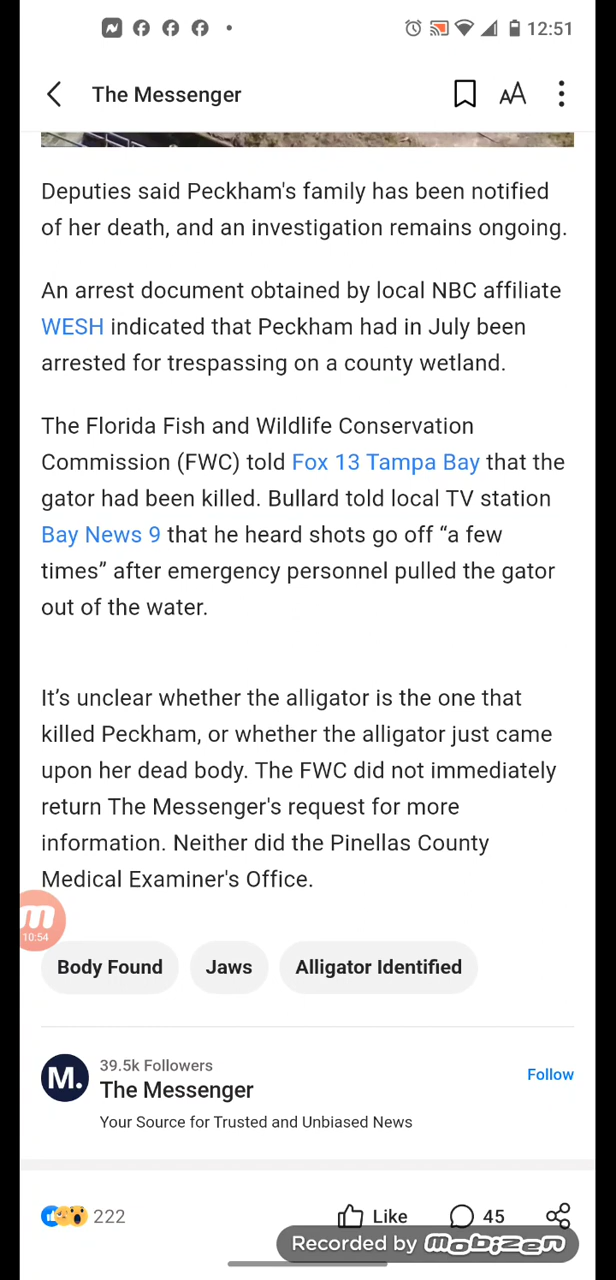 12:51
The Messenger
AA
Deputies said Peckham's family has been notified
of her death, and an investigation remains ongoing.
An arrest document obtained by local NBC affiliate
WESH indicated that Peckham had in July been
arrested for trespassing on a county wetland.
The Florida Fish and Wildlife Conservation
Commission (FWC) told Fox 13 Tampa Bay that the
gator had been killed. Bullard told local TV station
Bay News 9 that he heard shots go off “a few
times” after emergency personnel pulled the gator
out of the water.
It’s unclear whether the alligator is the one that
killed Peckham, or whether the alligator just came
upon her dead body. The FWC did not immediately
return The Messenger's request for more
information. Neither did the Pinellas County
Medical Examiner's Office.
m
10:54
Body Found Jaws Alligator Identified
39.5k Followers
M. The Messenger Follow
Your Source for Trusted and Unbiased News
222 Like 45
Recorded by mobizen